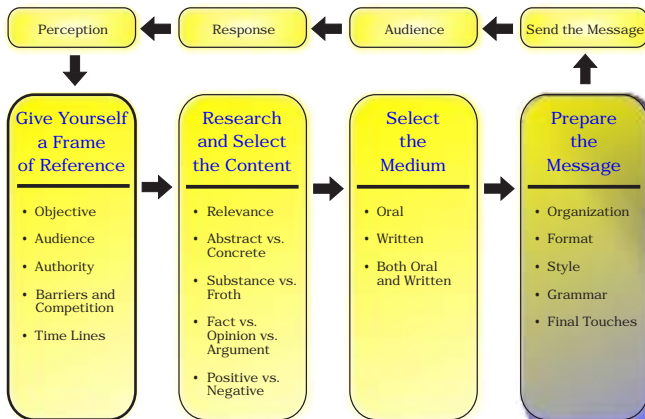 Perception
Response
Audience
Send the Message
Give Yourself
a Frame
of Reference
• Objective
• Audience
• Authority
• Barriers and
Competition
• Time Lines
Research
and Select
the Content
• Relevance
• Abstract vs.
Concrete
• Substance vs.
Froth
• Fact vs.
Opinion vs.
Argument
• Positive vs.
Negative
Select
the
Medium
• Oral
• Written
• Both Oral
and Written
Prepare
the
Message
• Organization
• Format
• Style
• Grammar
• Final Touches